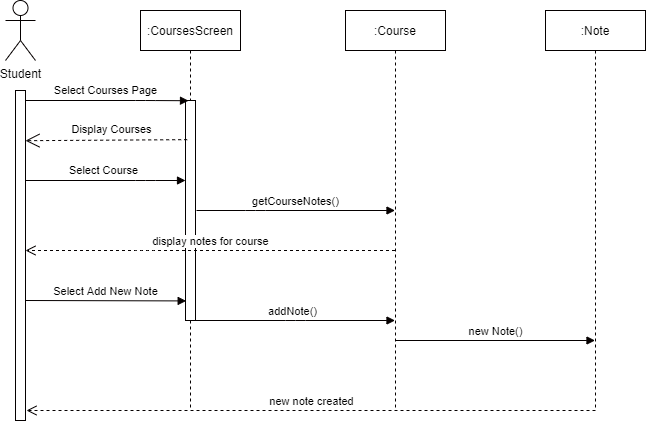 :CoursesScreen
:Course
:Note
Student
Select Courses Page
Display Courses
Select Course
getCourseNotes()
display notes for course
Select Add New Note
addNote()
new Note()
new note created